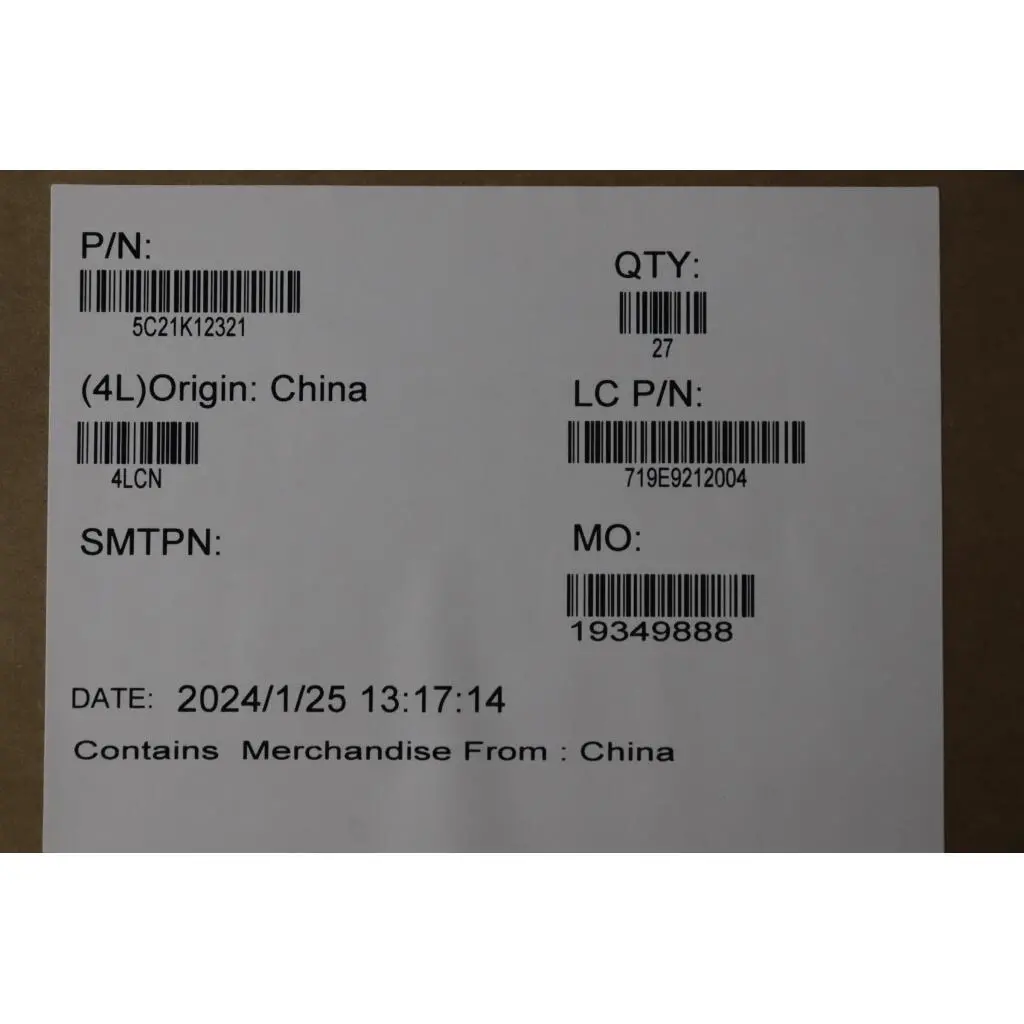 P/N:
5C21K12321
QTY:
27
(4L)Origin: China
4LCN
LC P/N:
719E9212004
SMTPN:
MO:
19349888
DATE: 2024/1/25 13:17:14
Contains Merchandise From : China